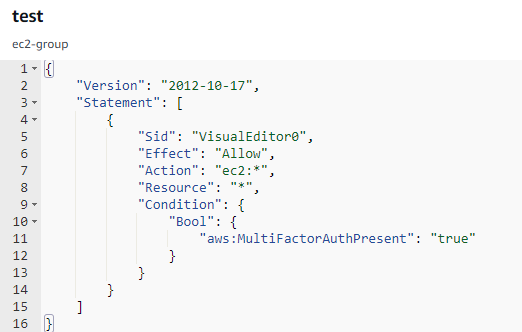 test
ec2-group
1 {
2 "Version": "2012-10-17",
3 "Statement": [
4 {
5 "Sid": "VisualEditor0",
6 "Effect": "Allow",
7 "Action": "ec2:*",
8 "Resource": "*",
9 "Condition": {
10 "Bool": {
11 "aws:MultiFactorAuthPresent": "true"
12 }
13 }
14 }
15 ]
16 }